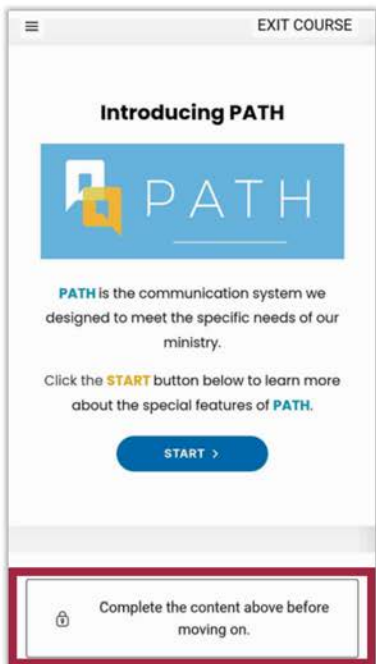 EXIT COURSE
Introducing PATH
PATH
PATH is the communication system we
designed to meet the specific needs of our
ministry.
Click the START button below to learn more
about the special features of PATH.
START >
Complete the content above before
moving on.